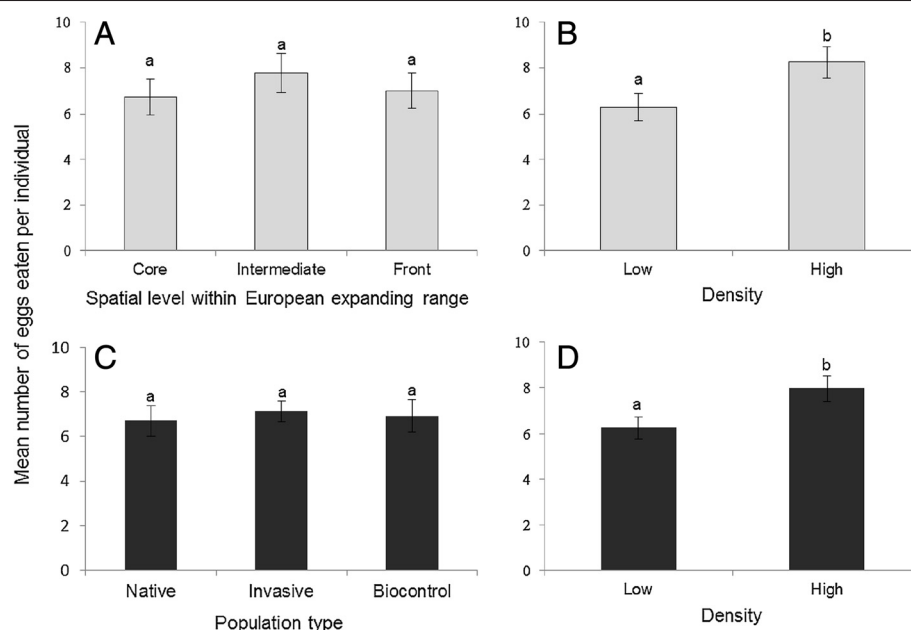 Mean number of eggs eaten per individual
A
10
8
6
4
2
0
a
a
a
Core Intermediate Front
Spatial level within European expanding range
B
10
8
6
4
2
0
a
b
Low High
Density
C
10
8
6
4
2
0
a
a
a
Native Invasive Biocontrol
Population type
D
10
8
6
4
2
0
a
b
Low High
Density